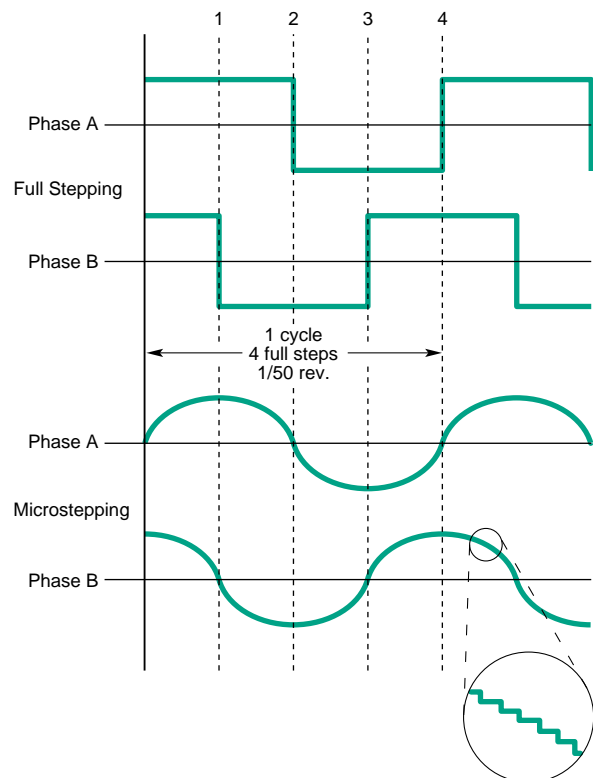 1 2 3 4
Phase A
Full Stepping
Phase B
1 cycle
4 full steps
1/50 rev.
Phase A
Microstepping
Phase B